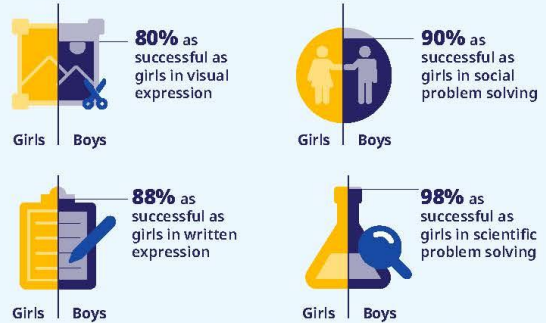 80% as
successful as
girls in visual
expression
Girls Boys
90% as
successful as
girls in social
problem solving
Girls Boys
88% as
successful as
girls in written
expression
Girls Boys
98% as
successful as
girls in scientific
problem solving
Girls Boys